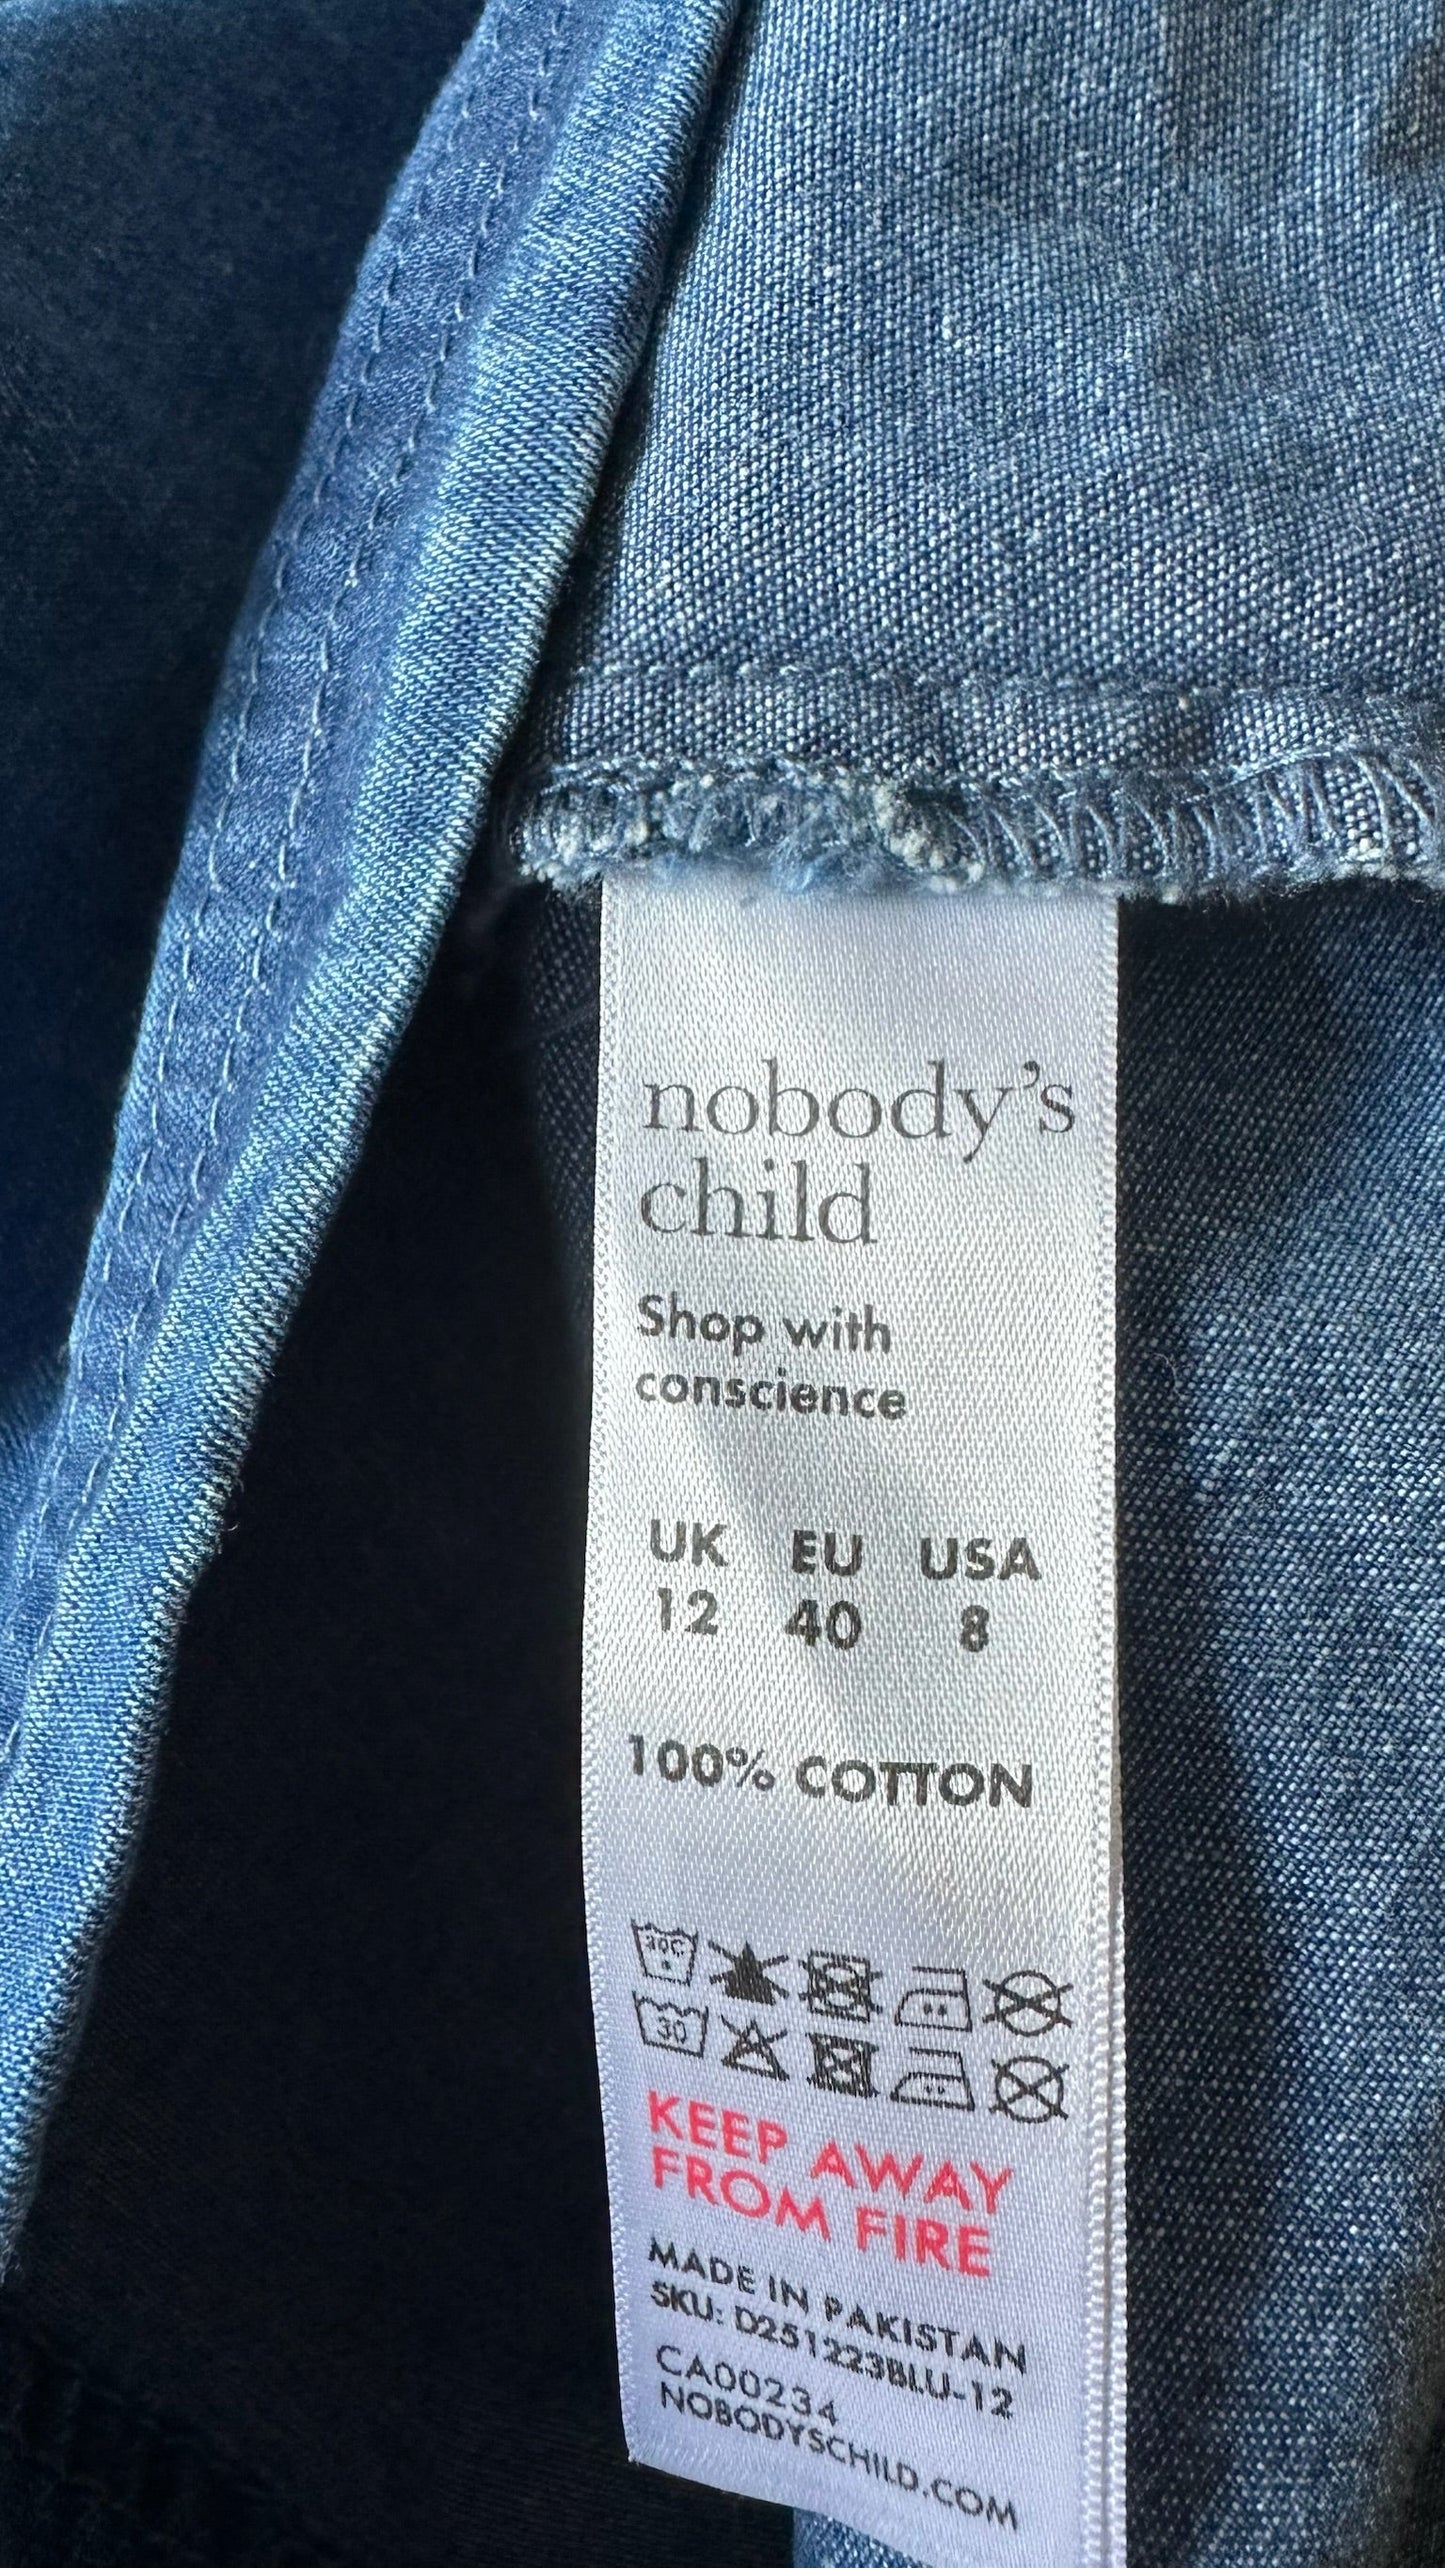 nobody's
child
Shop with
conscience
UK EU USA
12 40 8
100% COTTON
30C
30
KEEP AWAY
FROM FIRE
MADE IN PAKISTAN
SKU: D251223BLU-12
CA00234
NOBODYSCHILD.COM